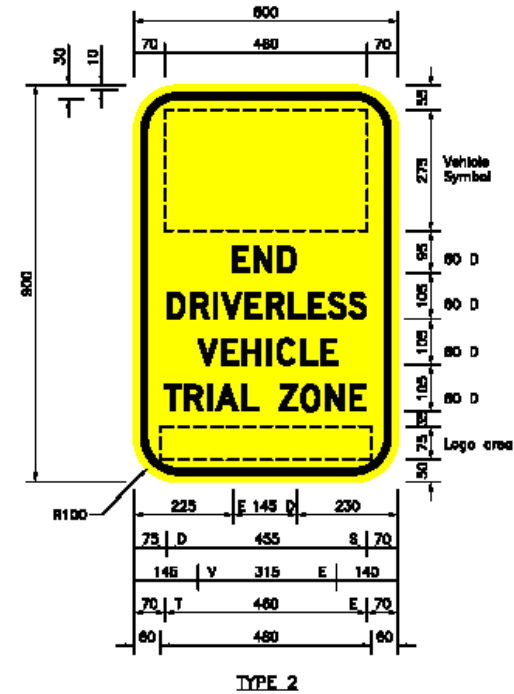 600
70 460 70
30 10
55
275 Vehicle
Symbol
95 60 D
END
105 60 D
DRIVERLESS
900
105 60 D
VEHICLE
105 60 D
TRIAL ZONE
35
75 Logo area
50
R100
225 E 145 D 230
75 D 455 S 70
145 V 315 E 140
70 T 460 E 70
60 480 60
TYPE 2